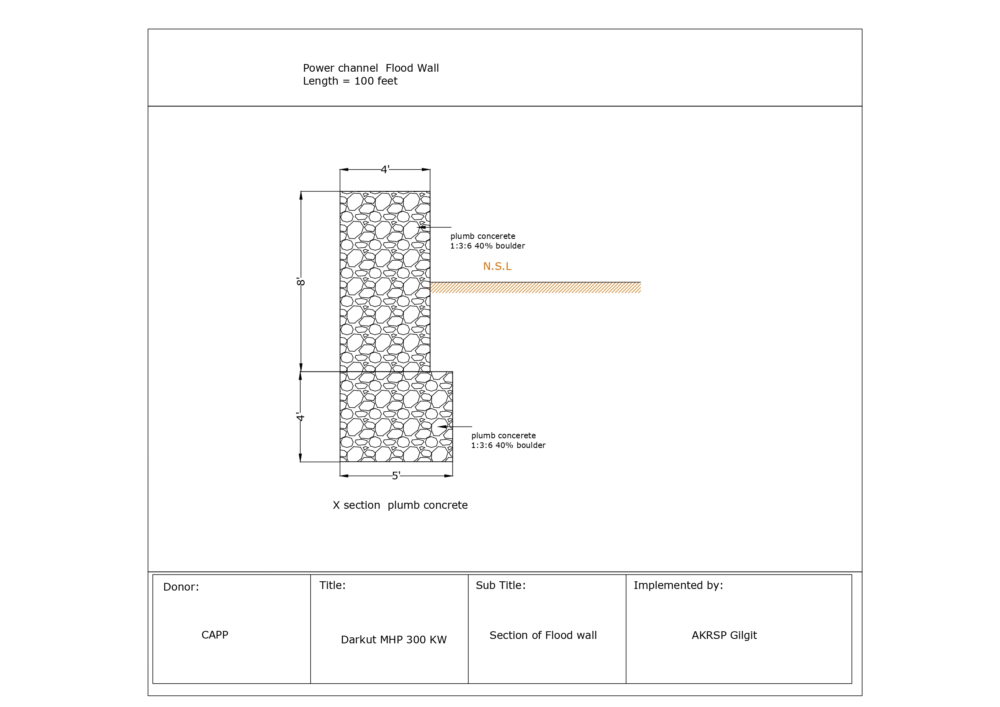 Power channel  Flood Wall
Length = 100 feet
4'
plumb concerete
1:3:6 40% boulder
N.S.L
8'
4'
plumb concerete
1:3:6 40% boulder
5'
X section  plumb concrete
Donor:
CAPP
Title:
Darkut MHP 300 KW
Sub Title:
Section of Flood wall
Implemented by:
AKRSP Gilgit